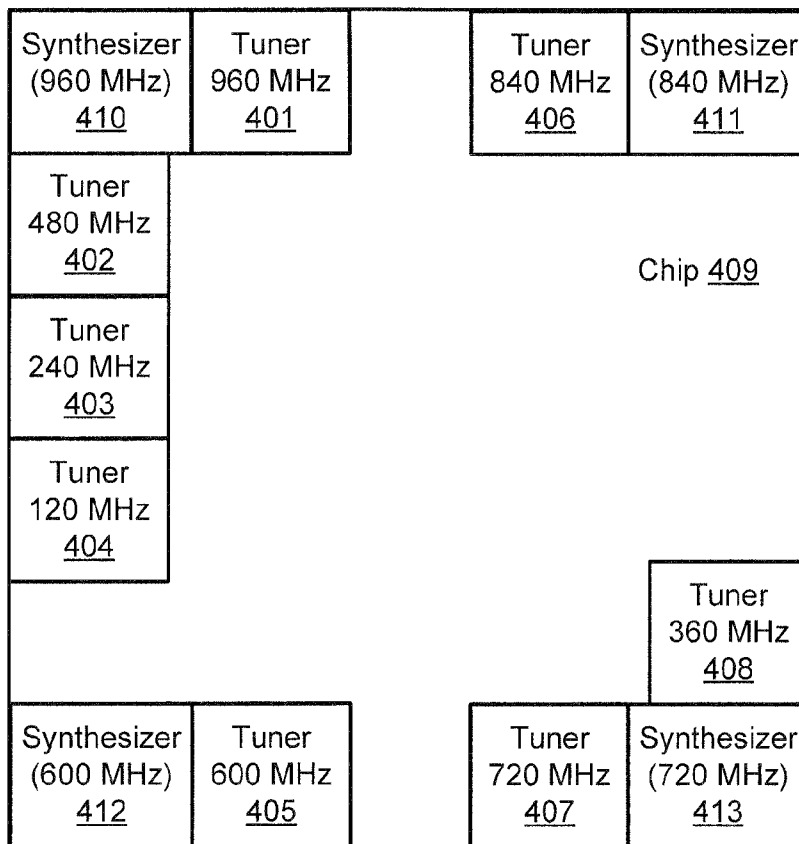 Synthesizer
(960 MHz)
410
Tuner
960 MHz
401
Tuner
840 MHz
406
Synthesizer
(840 MHz)
411
Tuner
480 MHz
402
Chip 409
Tuner
240 MHz
403
Tuner
120 MHz
404
Tuner
360 MHz
408
Synthesizer
(600 MHz)
412
Tuner
600 MHz
405
Tuner
720 MHz
407
Synthesizer
(720 MHz)
413